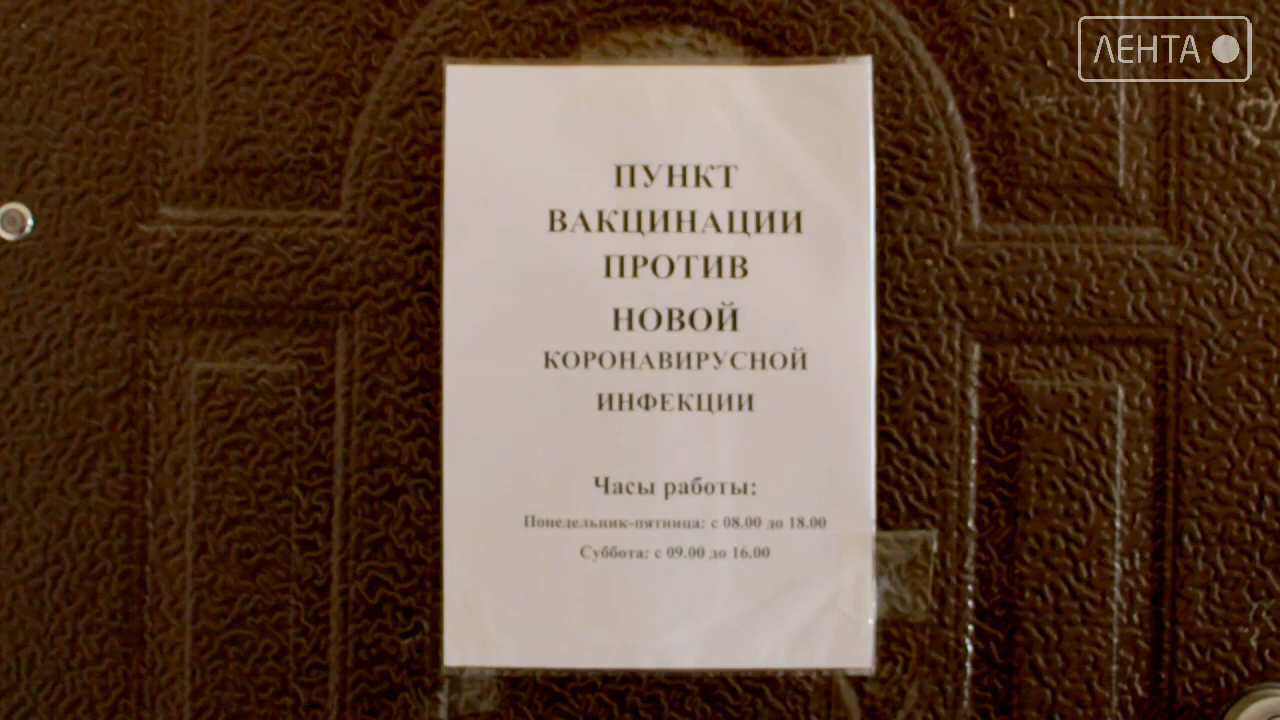 ЛЕНТА
ПУНКТ
ВАКЦИНАЦИИ
ПРОТИВ
НОВОЙ
КОРОНАВИРУСНОЙ
ИНФЕКЦИИ
Часы работы:
Понедельник-пятница: с 08.00 до 18.00
Суббота: с 09.00 до 16.00